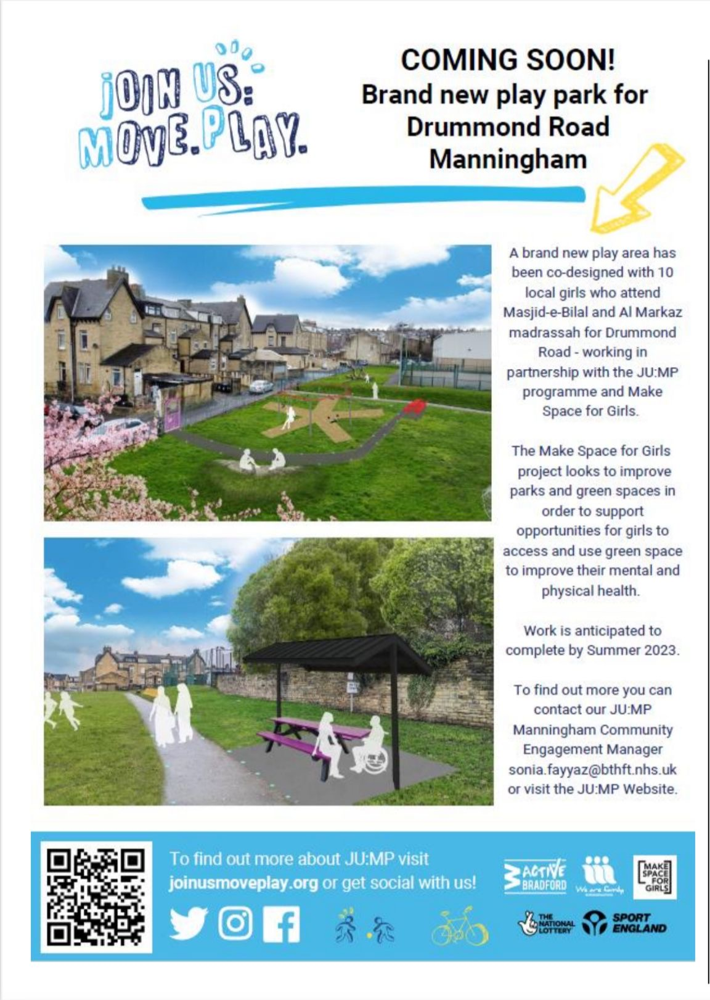 JOIN US:
MOVE.PLAY.
COMING SOON!
Brand new play park for
Drummond Road
Manningham
A brand new play area has
been co-designed with 10
local girls who attend
Masjid-e-Bilal and Al Markaz
madrassah for Drummond
Road - working in
partnership with the JU:MP
programme and Make
Space for Girls.
The Make Space for Girls
project looks to improve
parks and green spaces in
order to support
opportunities for girls to
access and use green space
to improve their mental and
physical health.
Work is anticipated to
complete by Summer 2023.
To find out more you can
contact our JU:MP
Manningham Community
Engagement Manager
sonia.fayyaz@bthft.nhs.uk
or visit the JU:MP Website.
To find out more about JU:MP visit
joinusmoveplay.org or get social with us!
ACTIVE
BRADFORD
We are family
MAKE
SPACE
FOR
GIRLS
THE
NATIONAL
LOTTERY
SPORT
ENGLAND